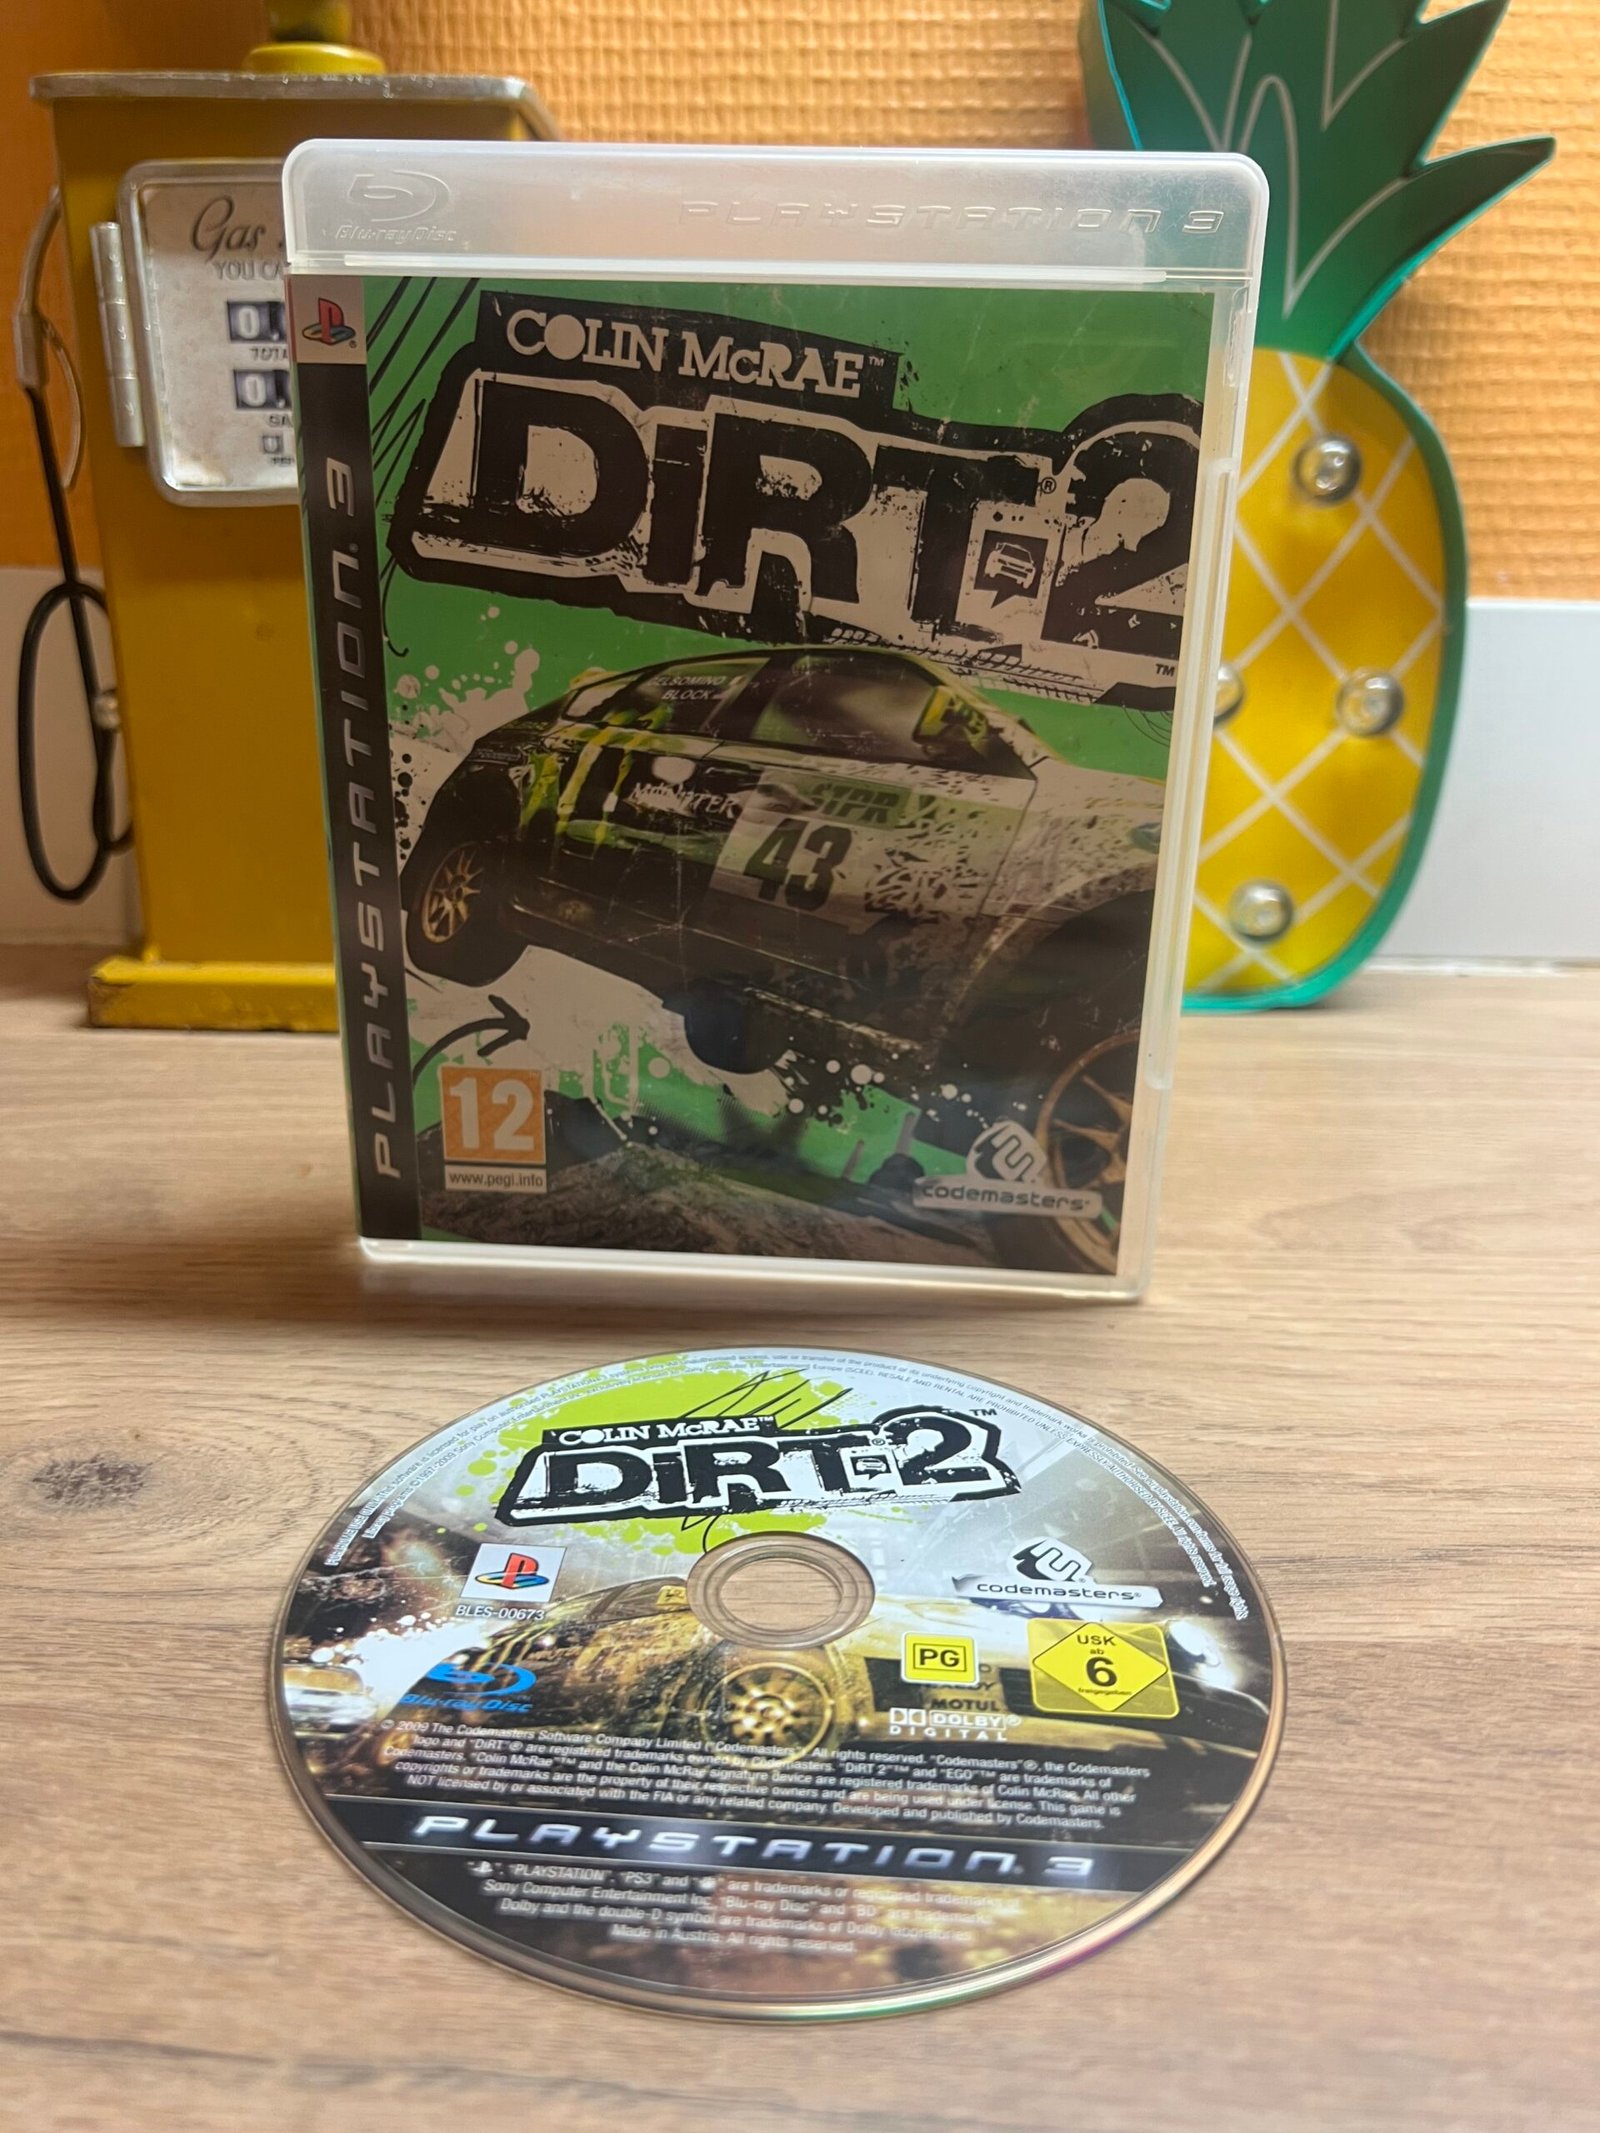 Gas
YOU CA
Blu-ray Disc
PLAYSTATION 3
PLAYSTATION 3
COLIN McRAE™
DiRT®2™
BLOCK
MONSTER
43
12
www.pegi.info
codemasters®
COLIN McRAE™
DiRT®2™
BLES-00673
codemasters®
Blu-ray Disc
PG
USK
ab
6
freigegeben
MOTUL
DOLBY®
DIGITAL
© 2009 The Codemasters Software Company Limited ("Codemasters"). All rights reserved. "Codemasters"®, the Codemasters
logo and "DiRT"® are registered trademarks owned by Codemasters. "DiRT 2"™ and "EGO"™ are trademarks of
Codemasters. "Colin McRae"™ and the Colin McRae signature device are registered trademarks of Colin McRae. All other
copyrights or trademarks are the property of their respective owners and are being used under license. This game is
NOT licensed by or associated with the FIA or any related company. Developed and published by Codemasters.
PLAYSTATION 3
"PLAYSTATION", "PS3" and are trademarks or registered trademarks of
Sony Computer Entertainment Inc. "Blu-ray Disc" and "BD" are trademarks.
Dolby and the double-D symbol are trademarks of Dolby laboratories.
Made in Austria. All rights reserved.